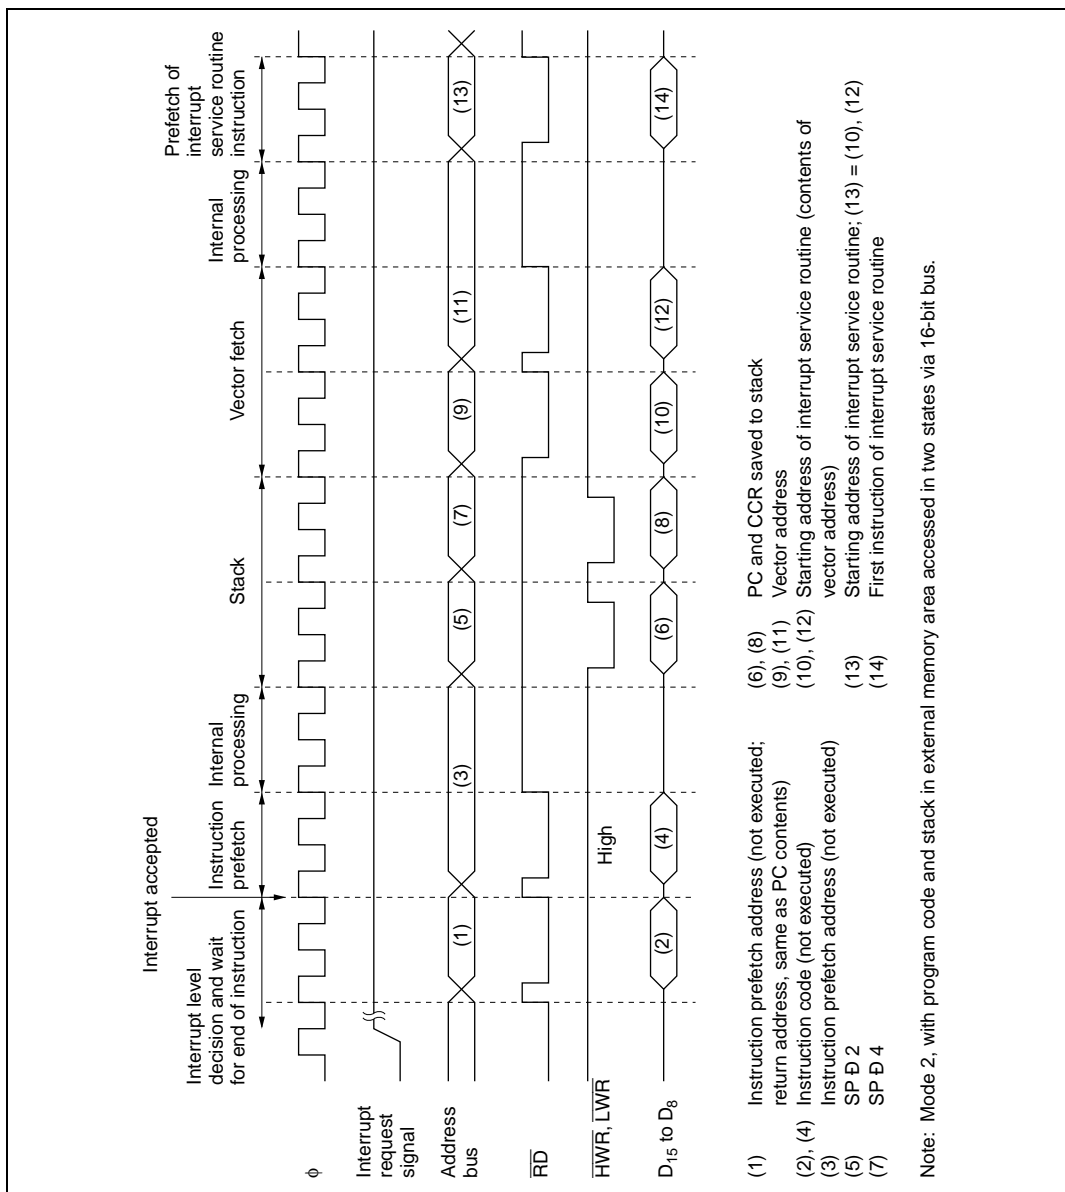 Interrupt accepted
Interrupt level
decision and wait
for end of instruction
Instruction
prefetch
Internal
processing
Stack
Vector fetch
Internal
processing
Prefetch of
interrupt
service routine
instruction
φ
Interrupt
request
signal
Address
bus
(1)
(3)
(5)
(7)
(9)
(11)
(13)
RD
HWR, LWR
High
D15 to D8
(2)
(4)
(6)
(8)
(10)
(12)
(14)
(1) Instruction prefetch address (not executed;
return address, same as PC contents)
(2), (4) Instruction code (not executed)
(3) Instruction prefetch address (not executed)
(5) SP Ð 2
(7) SP Ð 4
(6), (8) PC and CCR saved to stack
(9), (11) Vector address
(10), (12) Starting address of interrupt service routine (contents of
vector address)
(13) Starting address of interrupt service routine; (13) = (10), (12)
(14) First instruction of interrupt service routine
Note: Mode 2, with program code and stack in external memory area accessed in two states via 16-bit bus.